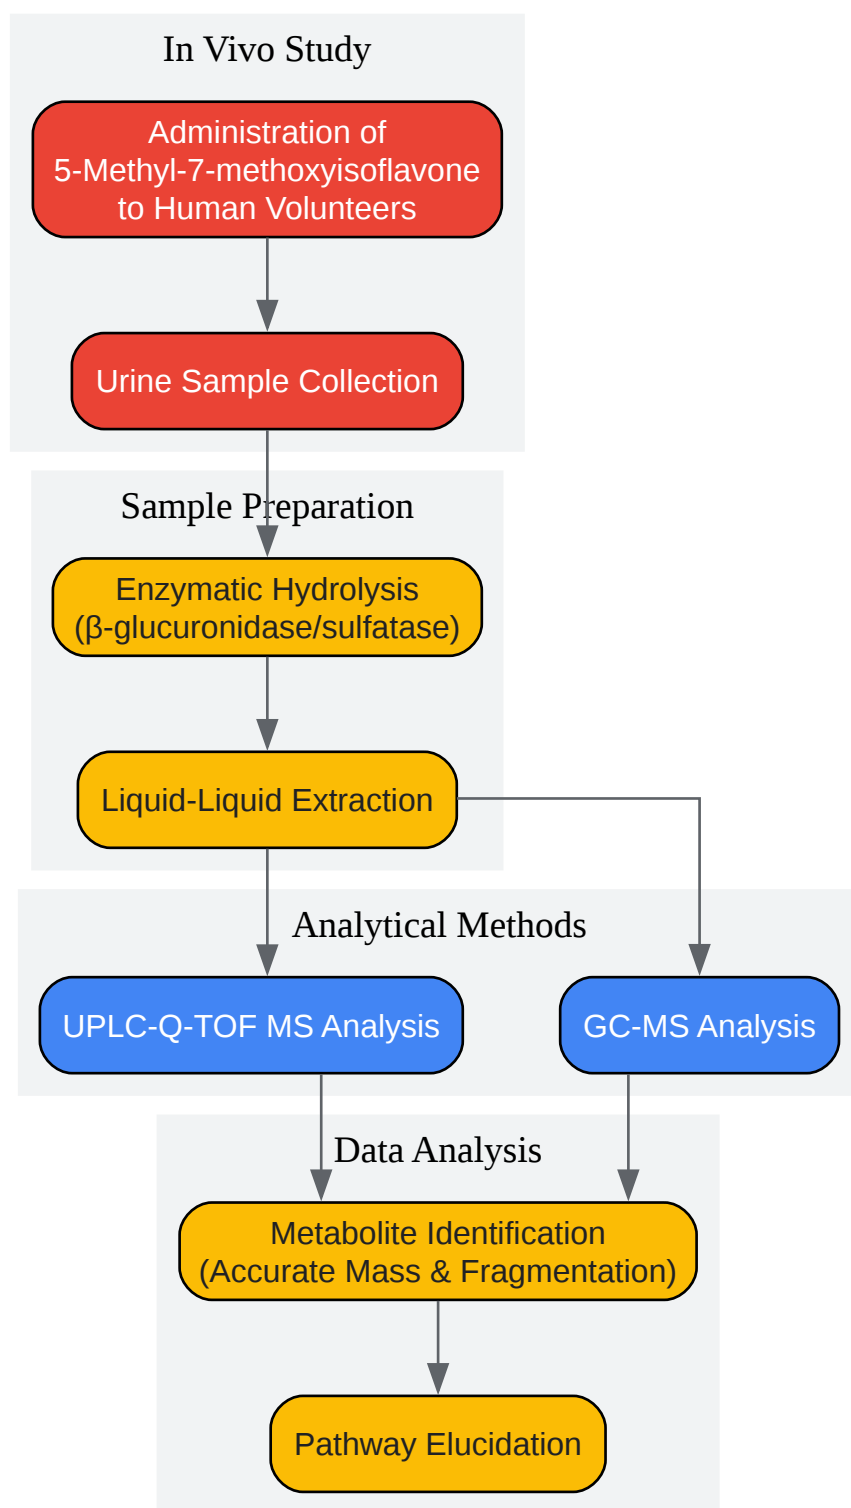 In Vivo Study
Administration of
5-Methyl-7-methoxyisoflavone
to Human Volunteers
Urine Sample Collection
Sample Preparation
Enzymatic Hydrolysis
(β-glucuronidase/sulfatase)
Liquid-Liquid Extraction
Analytical Methods
UPLC-Q-TOF MS Analysis
GC-MS Analysis
Data Analysis
Metabolite Identification
(Accurate Mass & Fragmentation)
Pathway Elucidation